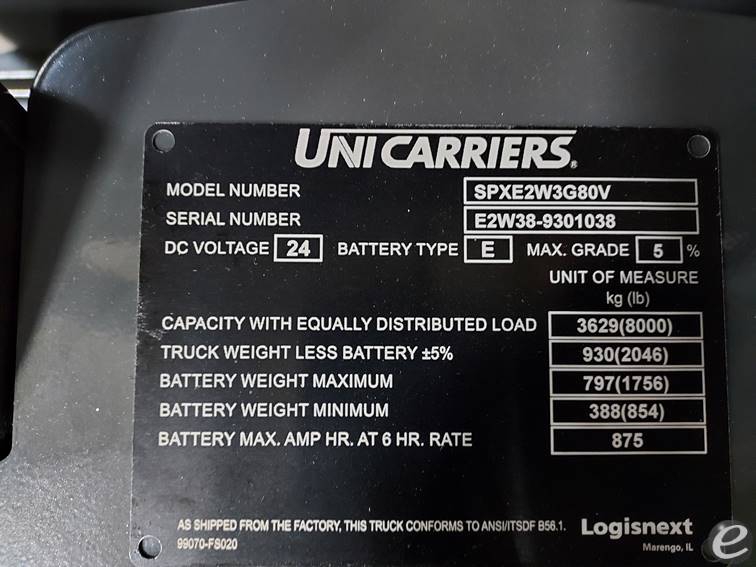 UNICARRIERS®
MODEL NUMBER SPXE2W3G80V
SERIAL NUMBER E2W38-9301038
DC VOLTAGE 24 BATTERY TYPE E MAX. GRADE 5 %
UNIT OF MEASURE
kg (lb)
CAPACITY WITH EQUALLY DISTRIBUTED LOAD 3629(8000)
TRUCK WEIGHT LESS BATTERY ±5% 930(2046)
BATTERY WEIGHT MAXIMUM 797(1756)
BATTERY WEIGHT MINIMUM 388(854)
BATTERY MAX. AMP HR. AT 6 HR. RATE 875
AS SHIPPED FROM THE FACTORY, THIS TRUCK CONFORMS TO ANSI/ITSDF B56.1. Logisnext
99070-FS020 Marengo, IL
e